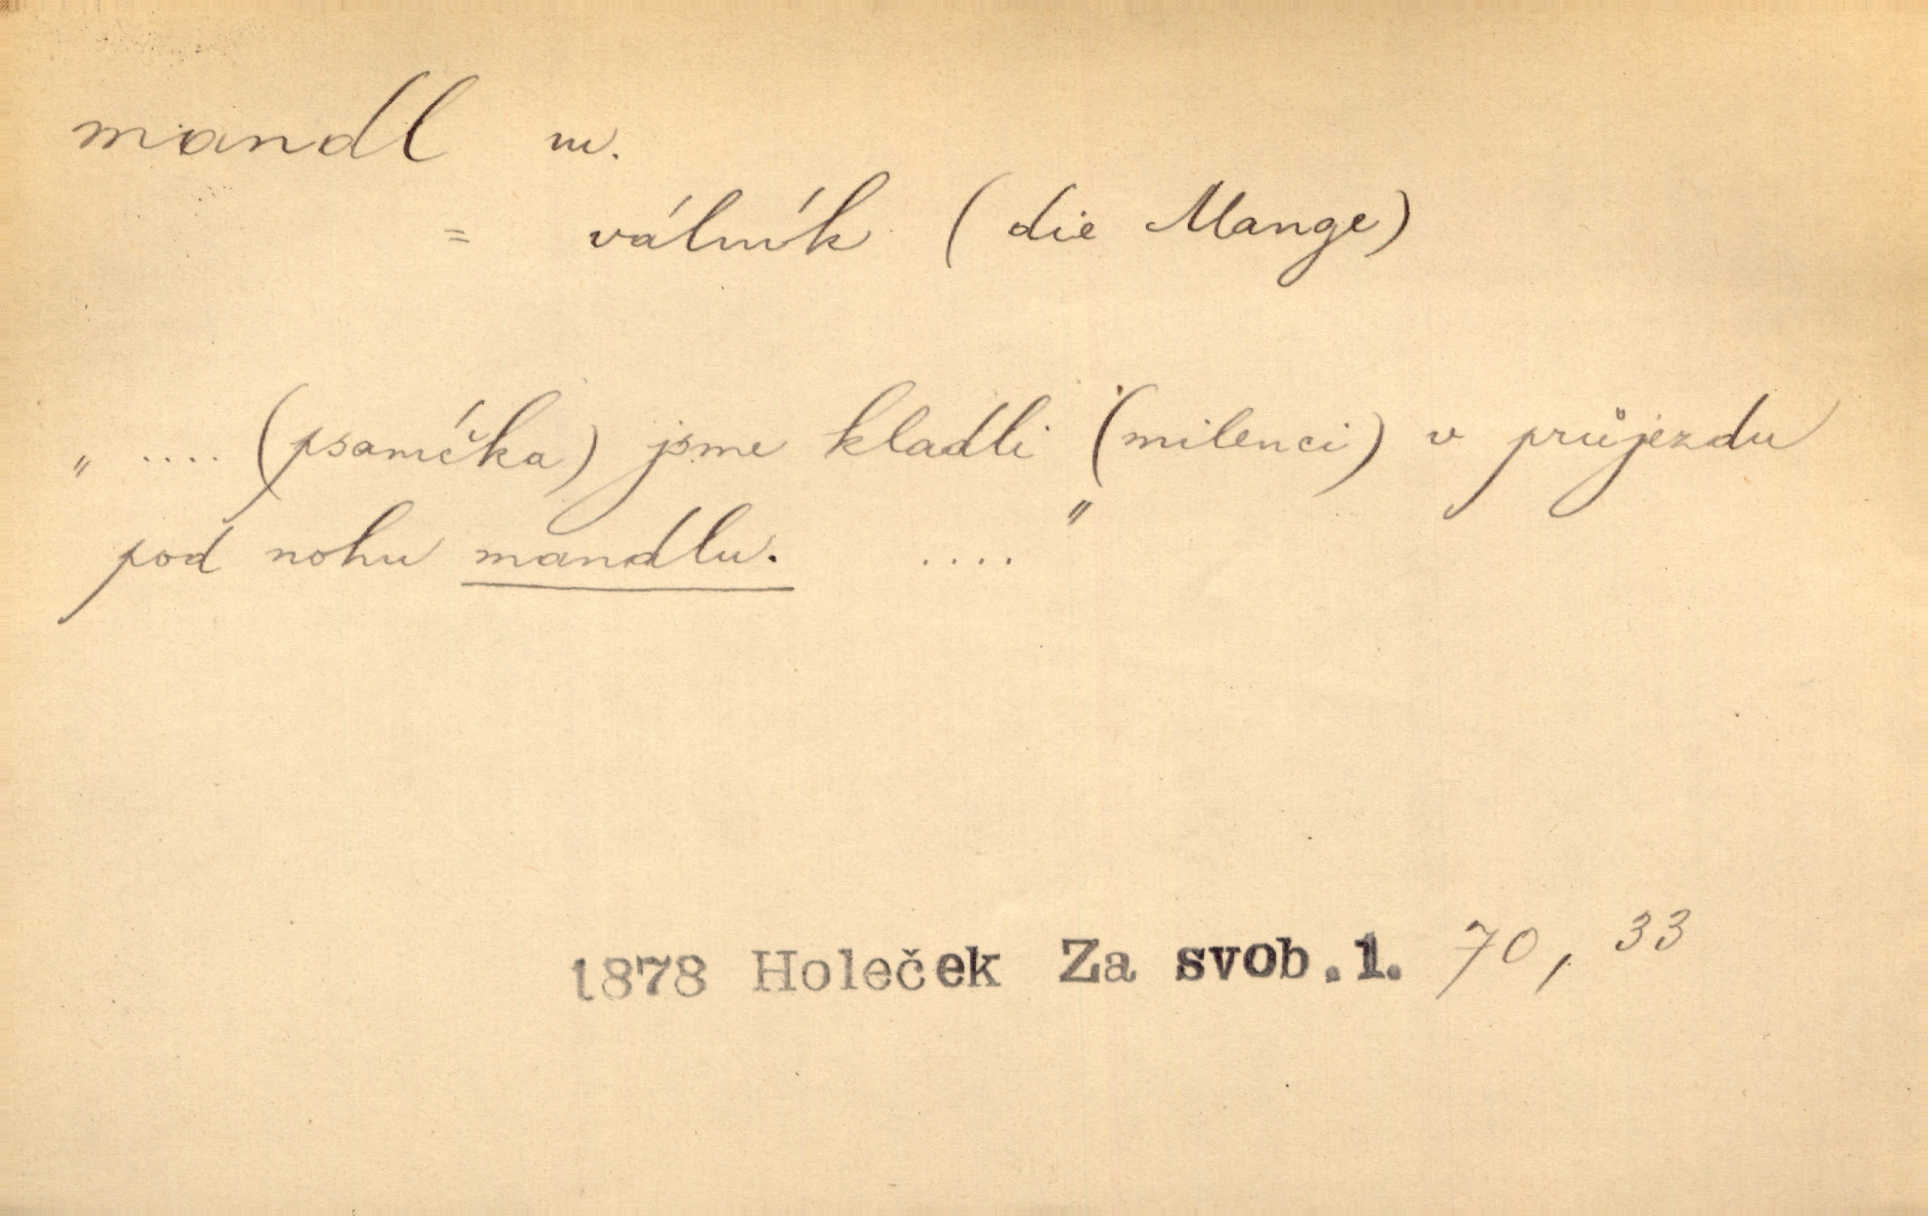 mandl m.
= válník (die Mange)
„ .... (psaníčka) jsme kladli (milenci) v průjezdu
pod nohu mandlu. .... "
1878 Holeček Za svob.1. 70, 33